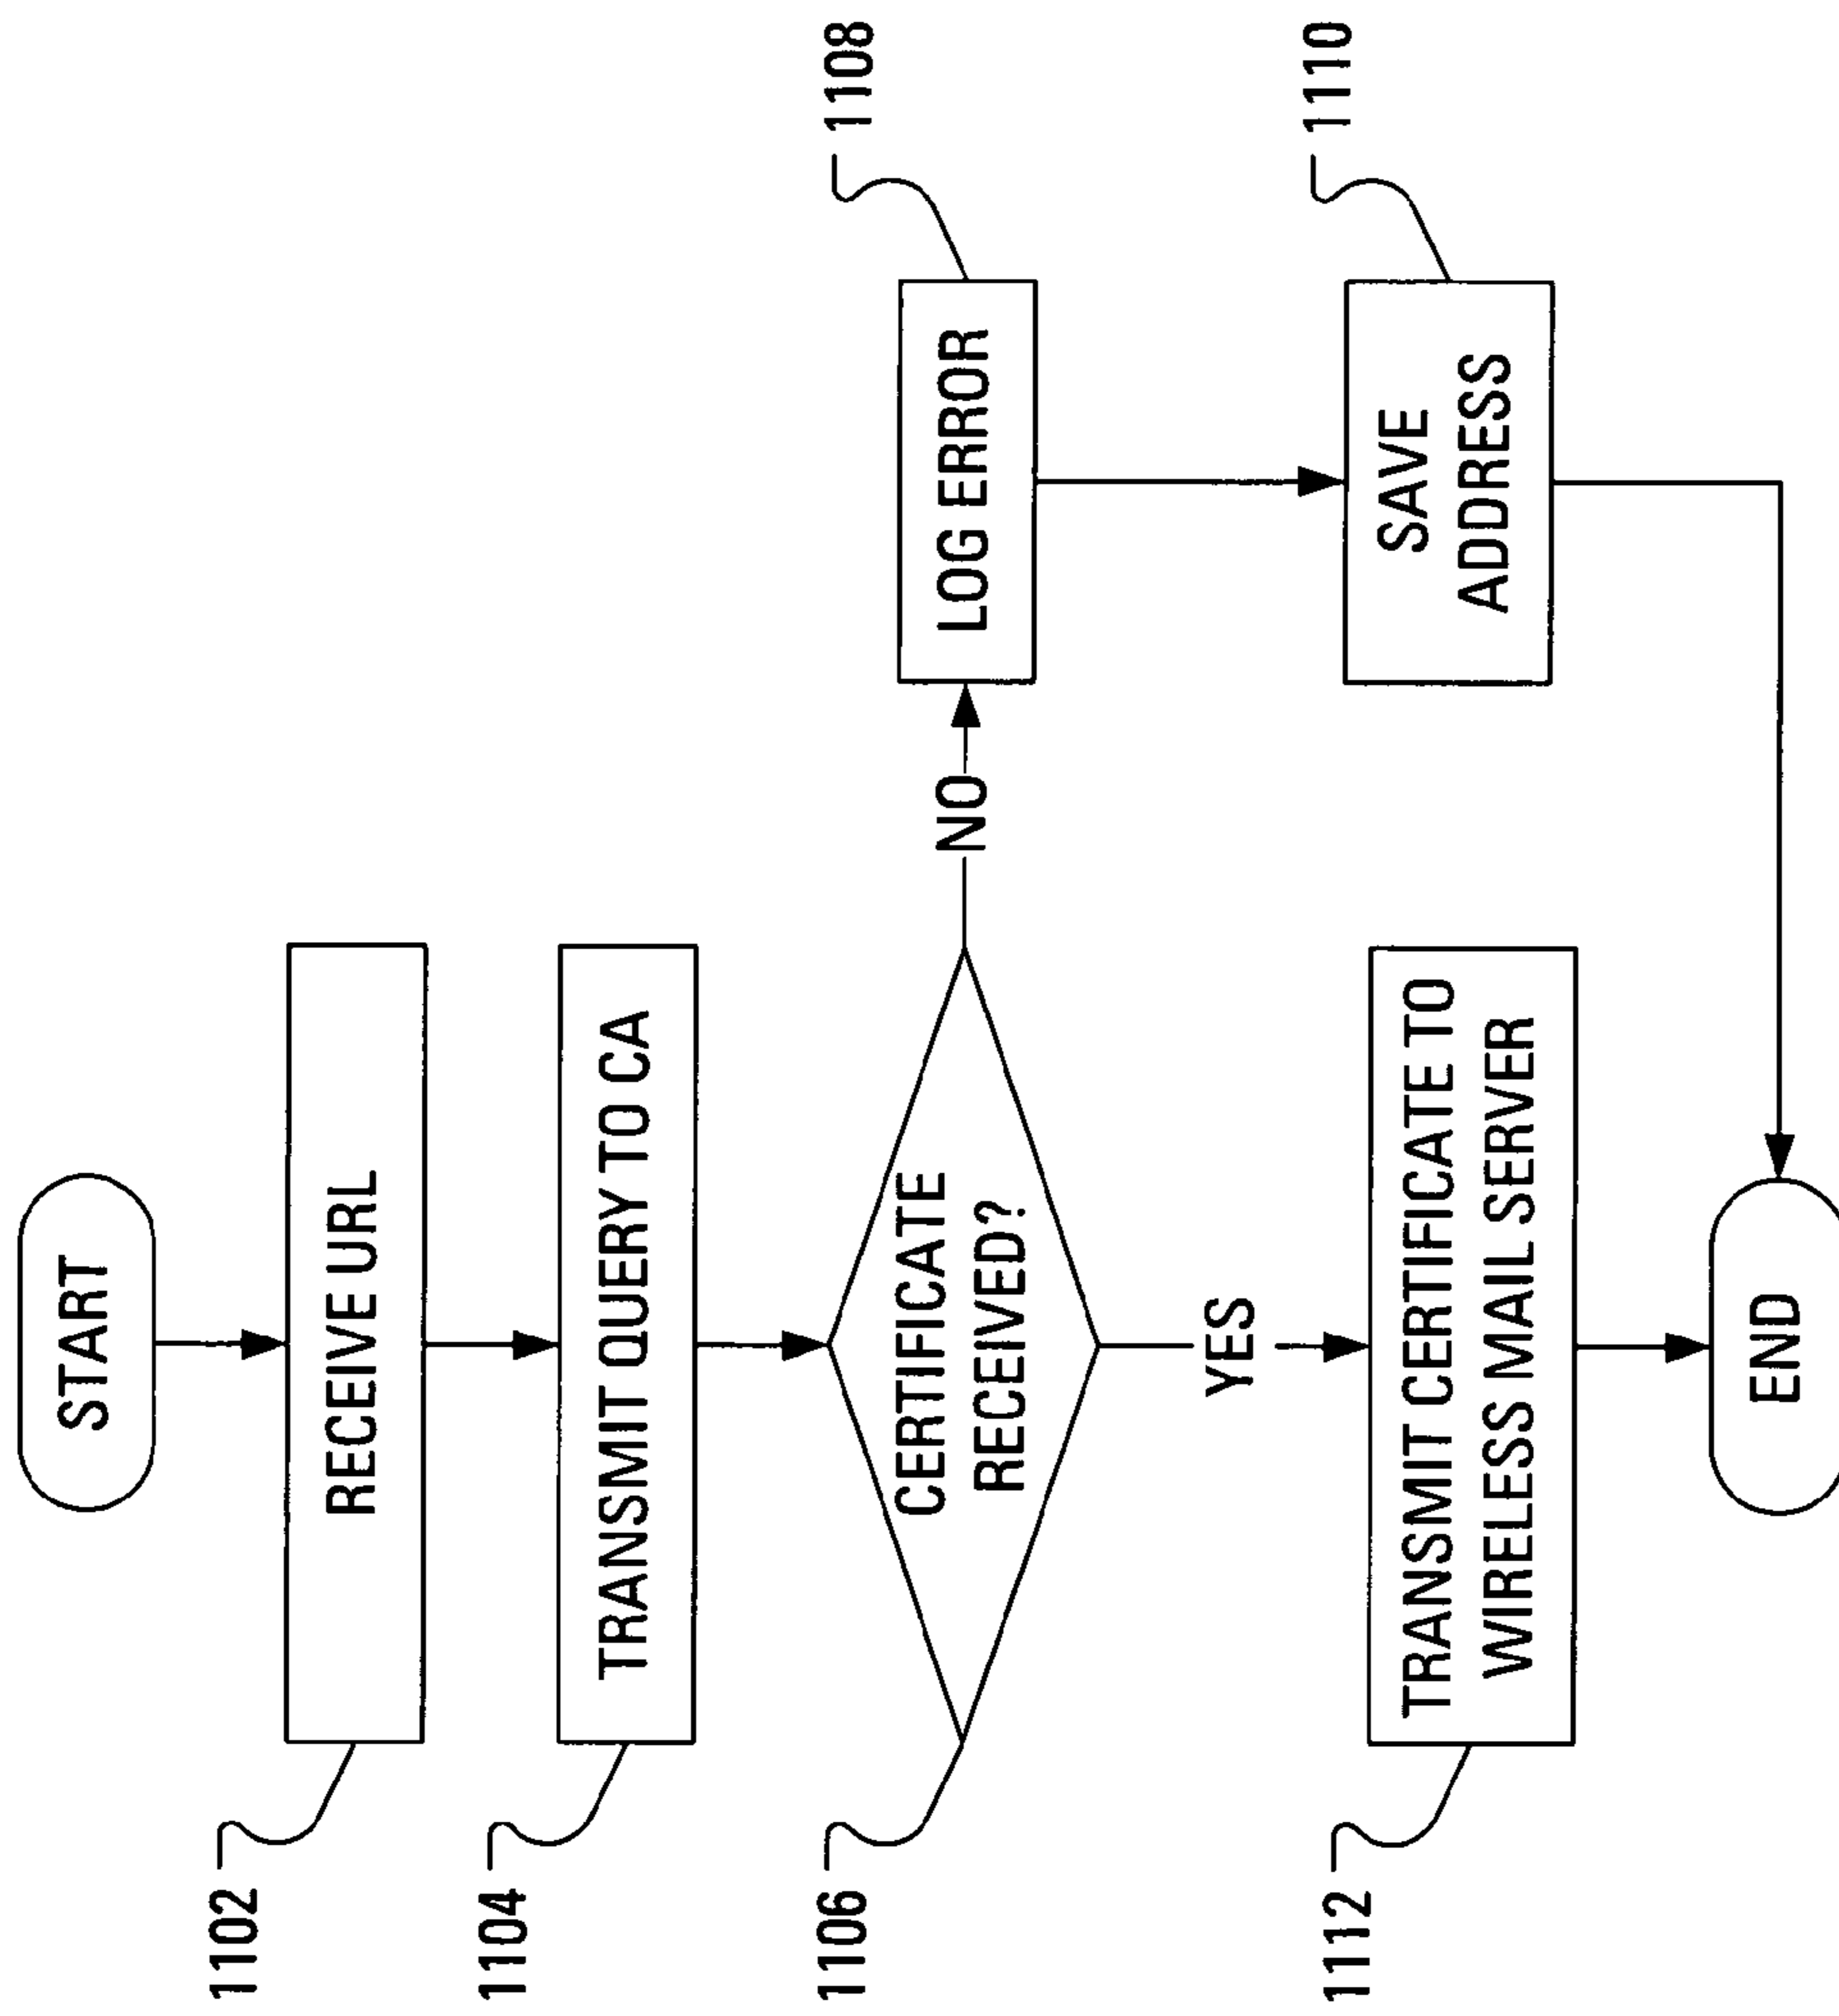 START
1102
RECEIVE URL
1104
TRANSMIT QUERY TO CA
1106
CERTIFICATE
RECEIVED?
NO
1108
LOG ERROR
YES
1110
SAVE
ADDRESS
1112
TRANSMIT CERTIFICATE TO
WIRELESS MAIL SERVER
END